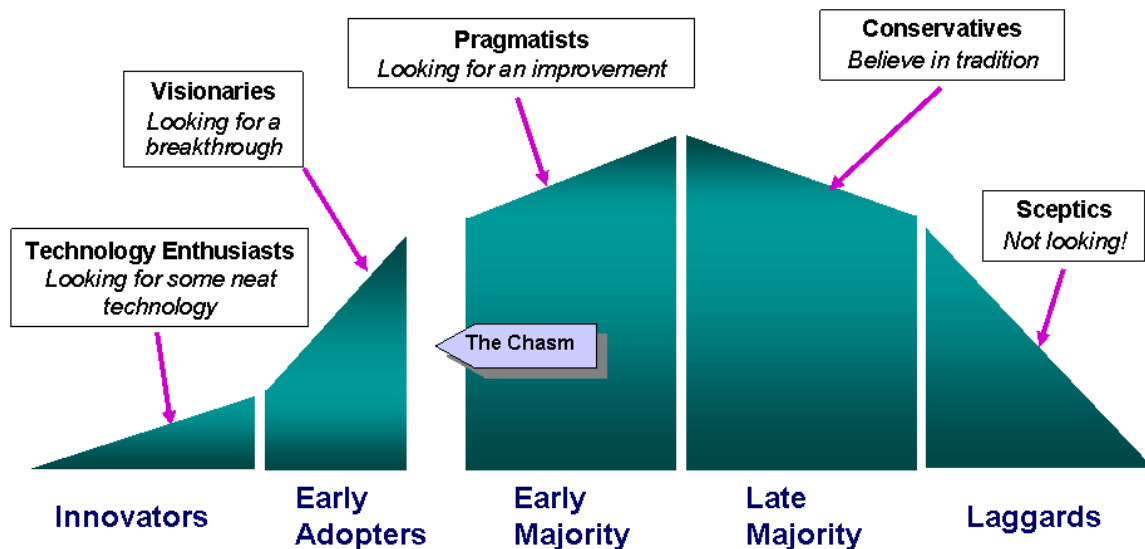 Technology Enthusiasts
Looking for some neat
technology
Visionaries
Looking for a
breakthrough
Pragmatists
Looking for an improvement
Conservatives
Believe in tradition
Sceptics
Not looking!
The Chasm
Innovators
Early
Adopters
Early
Majority
Late
Majority
Laggards